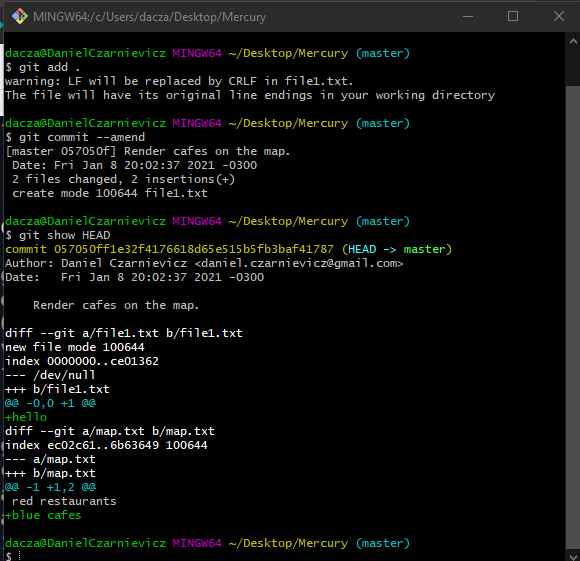 MINGW64:/c/Users/dacza/Desktop/Mercury
dacza@DanielCzarnievicz MINGW64 ~/Desktop/Mercury (master)
$ git add .
warning: LF will be replaced by CRLF in file1.txt.
The file will have its original line endings in your working directory
dacza@DanielCzarnievicz MINGW64 ~/Desktop/Mercury (master)
$ git commit --amend
[master 057050f] Render cafes on the map.
 Date: Fri Jan 8 20:02:37 2021 -0300
 2 files changed, 2 insertions(+)
 create mode 100644 file1.txt
dacza@DanielCzarnievicz MINGW64 ~/Desktop/Mercury (master)
$ git show HEAD
commit 057050ff1e32f4176618d65e515b5fb3baf41787 (HEAD -> master)
Author: Daniel Czarnievicz <daniel.czarnievicz@gmail.com>
Date:   Fri Jan 8 20:02:37 2021 -0300
    Render cafes on the map.
diff --git a/file1.txt b/file1.txt
new file mode 100644
index 0000000..ce01362
--- /dev/null
+++ b/file1.txt
@@ -0,0 +1 @@
+hello
diff --git a/map.txt b/map.txt
index ec02c61..6b63649 100644
--- a/map.txt
+++ b/map.txt
@@ -1 +1,2 @@
 red restaurants
+blue cafes
dacza@DanielCzarnievicz MINGW64 ~/Desktop/Mercury (master)
$